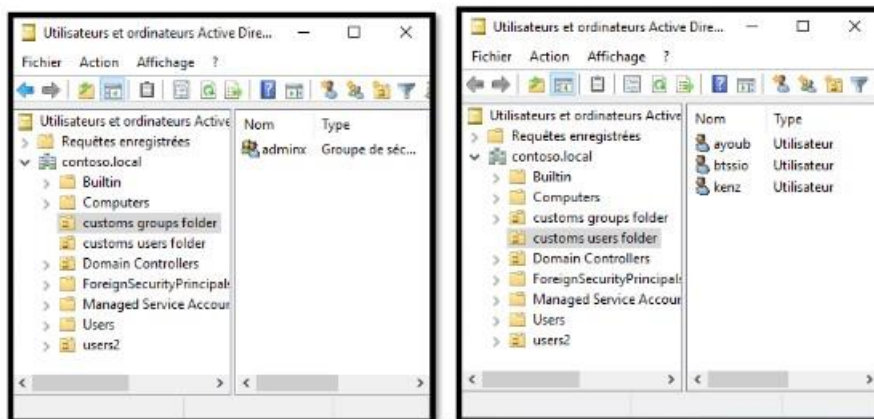 Utilisateurs et ordinateurs Active Dire...
Fichier Action Affichage ?
Utilisateurs et ordinateurs Active
Requêtes enregistrées
contoso.local
Builtin
Computers
customs groups folder
customs users folder
Domain Controllers
ForeignSecurityPrincipals
Managed Service Accour
Users
users2
Nom Type
adminx Groupe de séc...
Utilisateurs et ordinateurs Active Dire...
Fichier Action Affichage ?
Utilisateurs et ordinateurs Active
Requêtes enregistrées
contoso.local
Builtin
Computers
customs groups folder
customs users folder
Domain Controllers
ForeignSecurityPrincipals
Managed Service Accour
Users
users2
Nom Type
ayoub Utilisateur
btssio Utilisateur
kenz Utilisateur